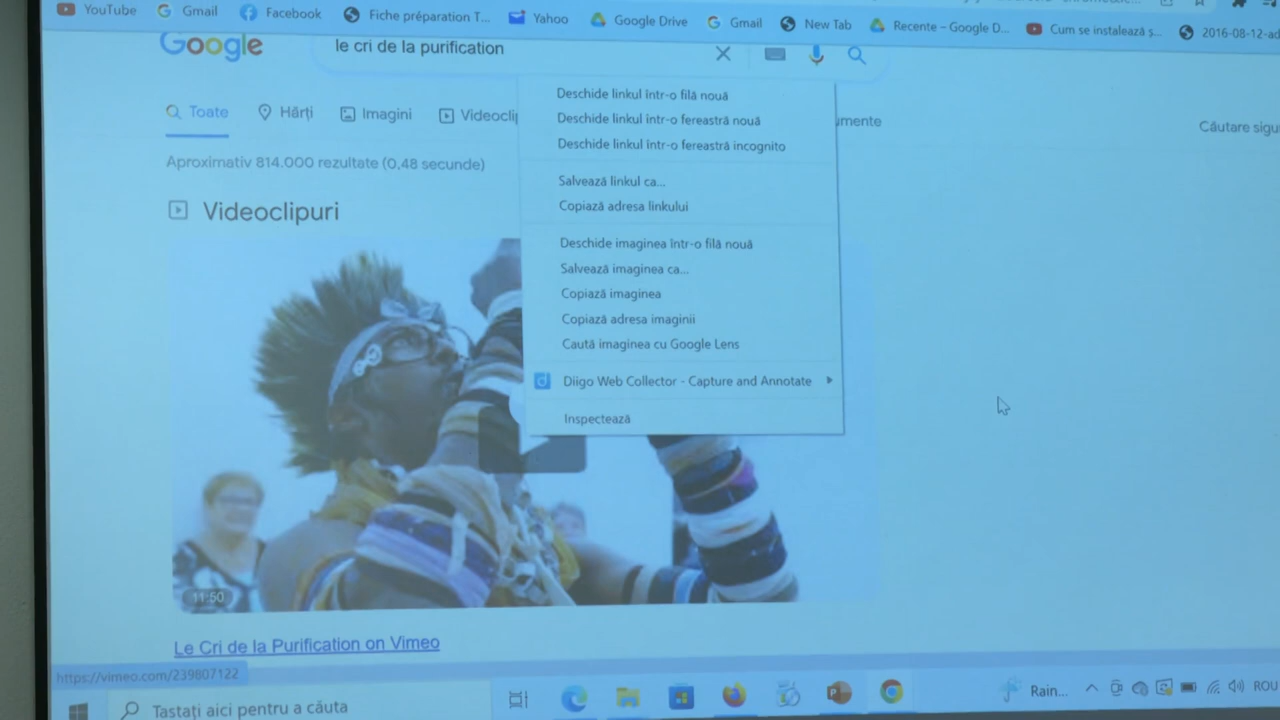 YouTube Gmail Facebook Fiche préparation T... Yahoo Google Drive Gmail New Tab Recente – Google D... Cum se instalează ș... 2016-08-12-ad
Google le cri de la purification
Toate Hărți Imagini Videocli
Căutare sigu
Aproximativ 814.000 rezultate (0,48 secunde)
Videoclipuri
Deschide linkul într-o filă nouă
Deschide linkul într-o fereastră nouă
Deschide linkul într-o fereastră incognito
Salvează linkul ca...
Copiază adresa linkului
Deschide imaginea într-o filă nouă
Salvează imaginea ca...
Copiază imaginea
Copiază adresa imaginii
Caută imaginea cu Google Lens
Diigo Web Collector - Capture and Annotate
Inspectează
11:50
Le Cri de la Purification on Vimeo
https://vimeo.com/239807122
Tastați aici pentru a căuta
Rain... ROU